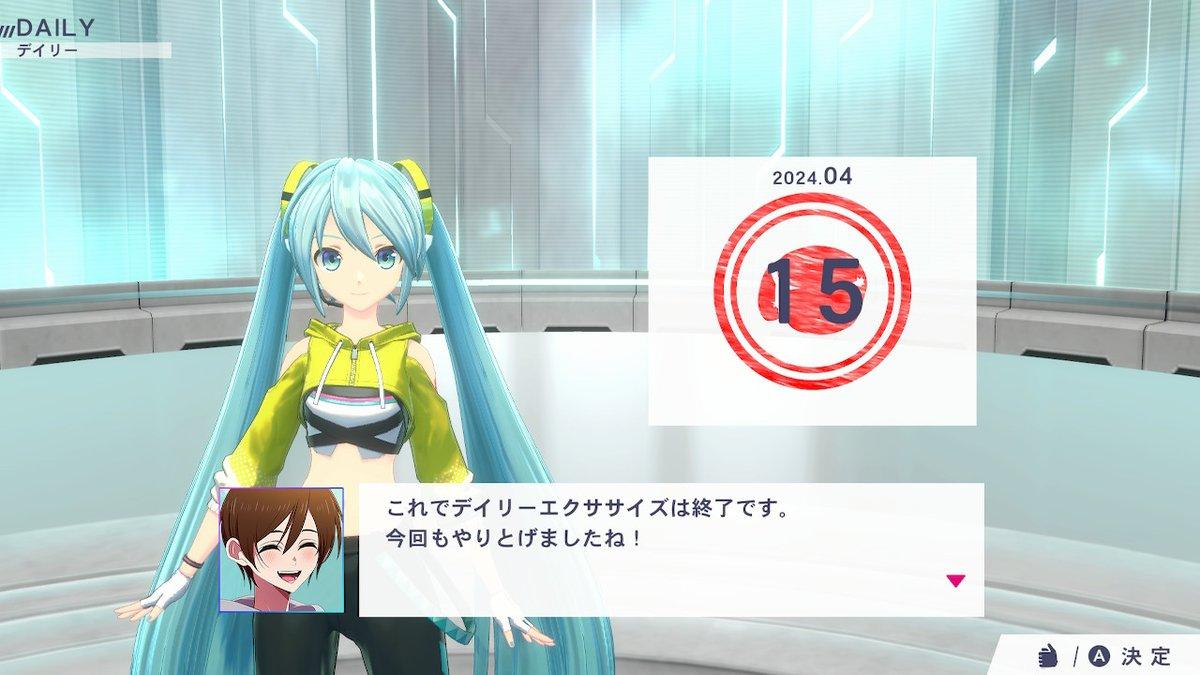 DAILY
デイリー
2024.04
15
これでデイリーエクササイズは終了です。
今回もやりとげましたね！
/ A 決定